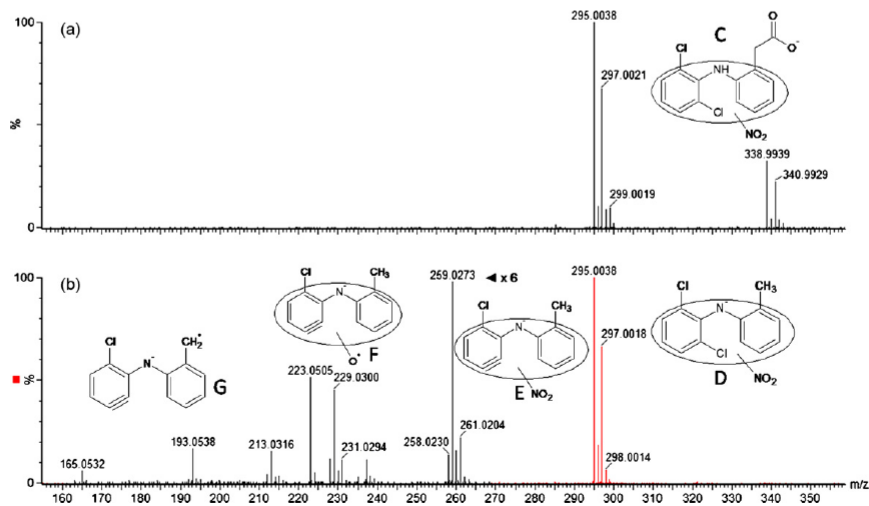 (a)
100
%
0
295.0038
297.0021
299.0019
338.9939
340.9929
C
Cl
NH
Cl
O
O-
NO2
(b)
100
%
0
165.0532
193.0538
213.0316
223.0505
229.0300
231.0294
258.0230
259.0273
◄ x 6
261.0204
295.0038
297.0018
298.0014
Cl
N-
CH2•
G
Cl
N-
CH3
O•
F
Cl
N-
CH3
E
NO2
Cl
N-
CH3
Cl
D
NO2
160 170 180 190 200 210 220 230 240 250 260 270 280 290 300 310 320 330 340 350 m/z